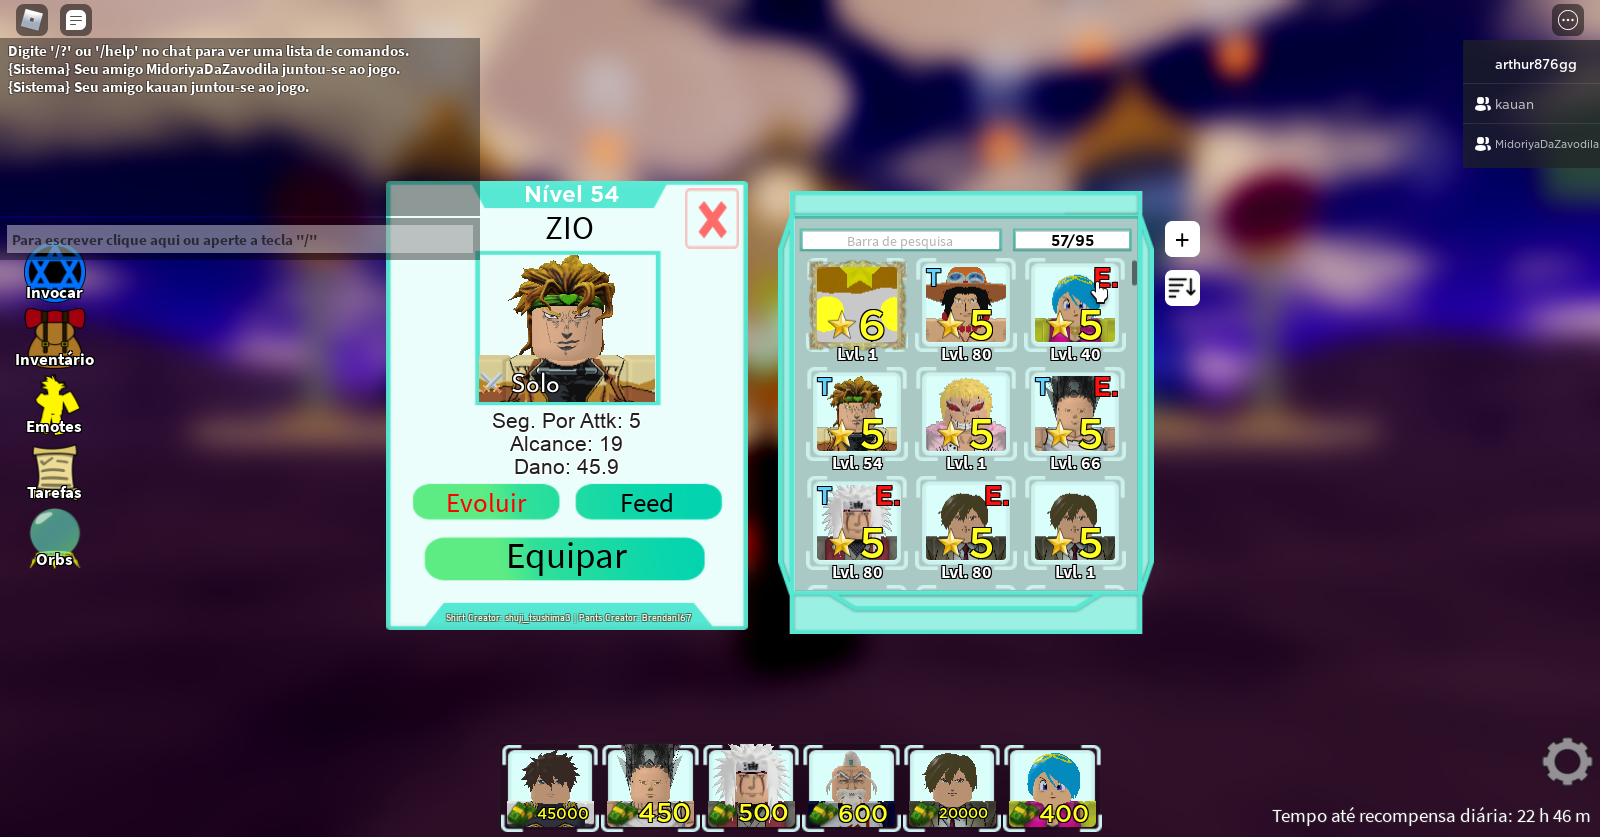 Digite '/?' ou '/help' no chat para ver uma lista de comandos.
{Sistema} Seu amigo MidoriyaDaZavodila juntou-se ao jogo.
{Sistema} Seu amigo kauan juntou-se ao jogo.
Para escrever clique aqui ou aperte a tecla "/"
arthur876gg
kauan
MidoriyaDaZavodila
Invocar
Inventário
Emotes
Tarefas
Orbs
Nível 54
ZIO
Solo
Seg. Por Attk: 5
Alcance: 19
Dano: 45.9
Evoluir
Feed
Equipar
Shirt Creator: shuji_tsushima3 | Pants Creator: Brendan167
Barra de pesquisa
57/95
+
6
Lvl. 1
T
5
Lvl. 80
E.
5
Lvl. 40
T
5
Lvl. 54
5
Lvl. 1
T
E.
5
Lvl. 66
T
E.
5
Lvl. 80
E.
5
Lvl. 80
5
Lvl. 1
45000
450
500
600
20000
400
Tempo até recompensa diária: 22 h 46 m